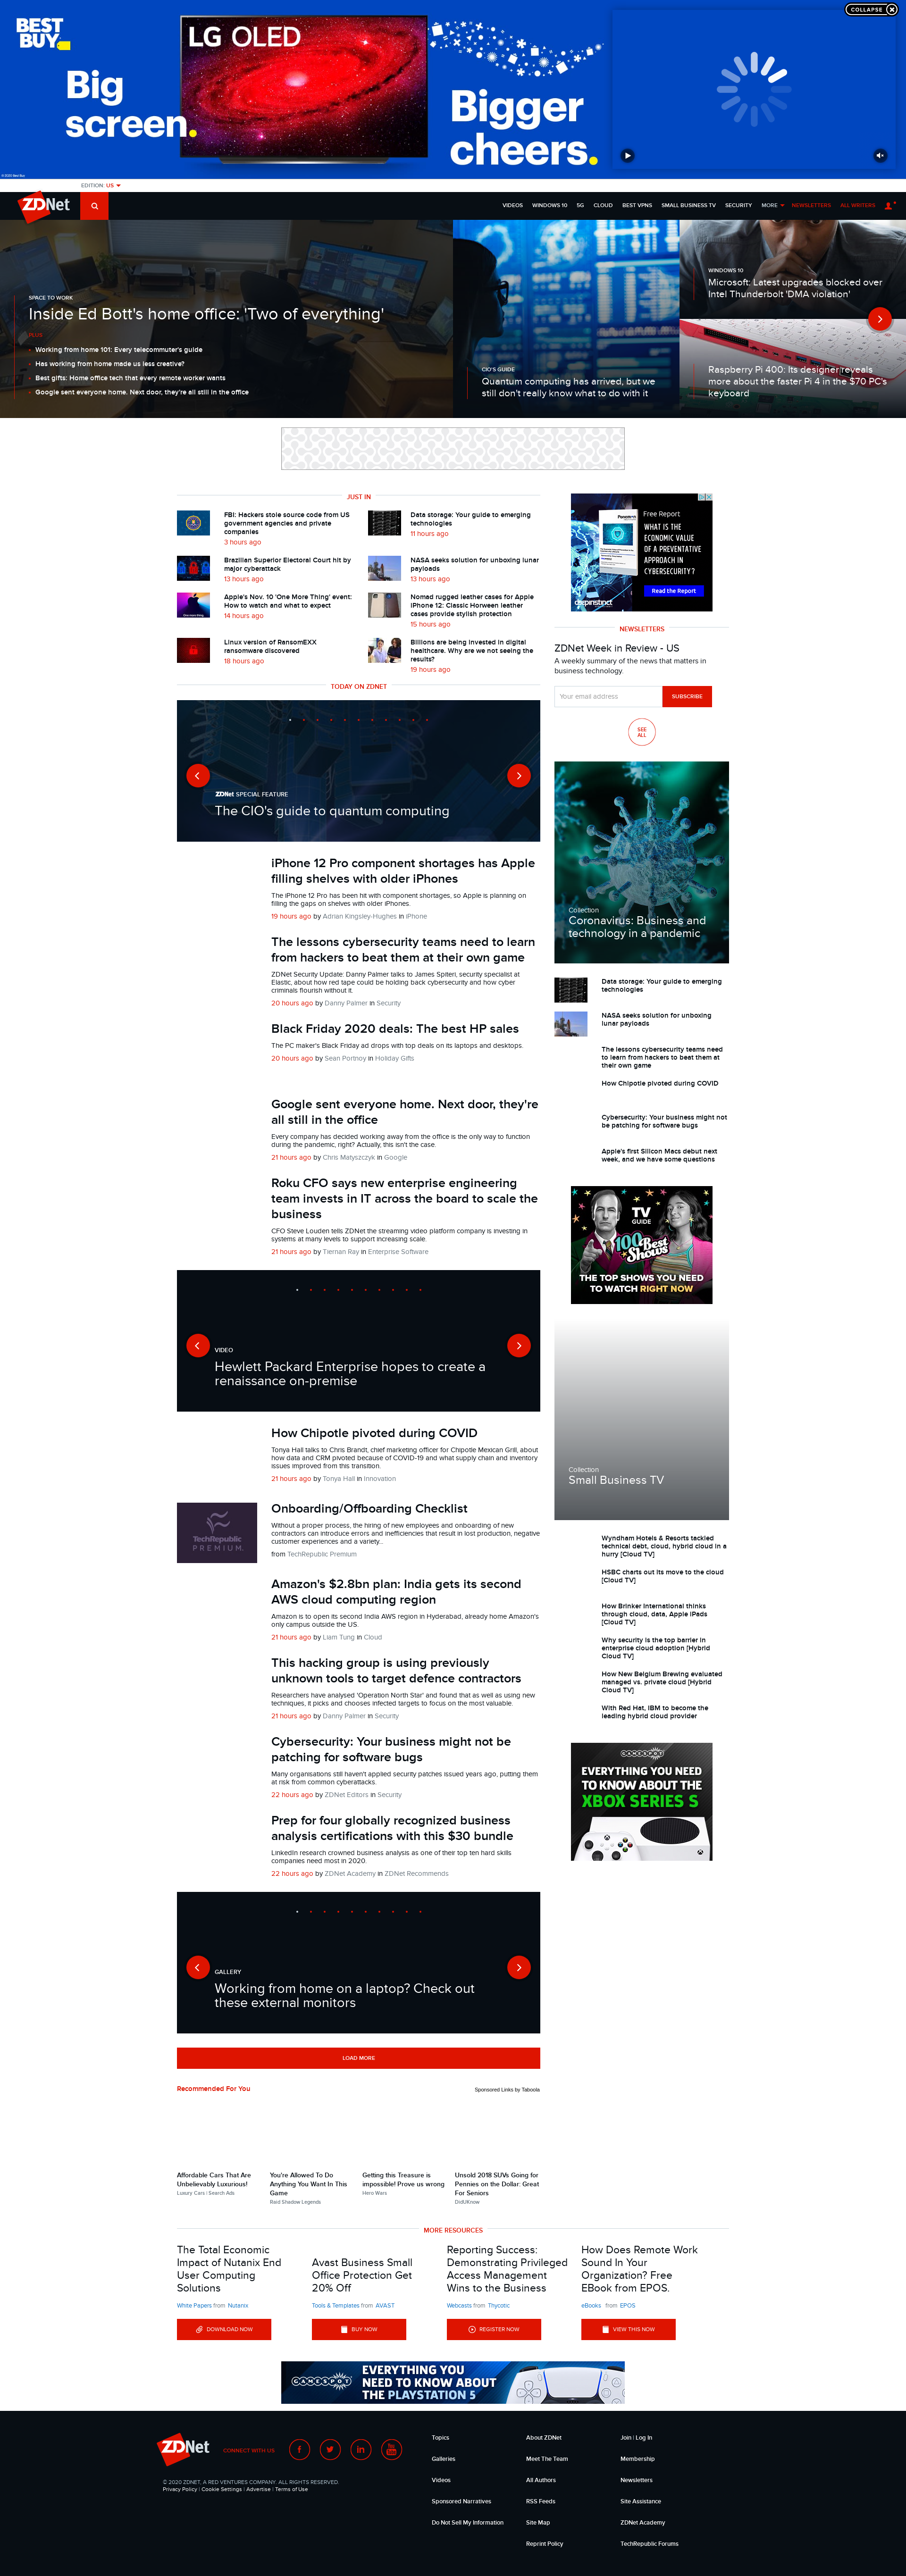 COLLAPSE
BEST BUY
LG OLED
Big screen.
Bigger cheers.
© 2020 Best Buy
EDITION US
ZDNet
VIDEOS WINDOWS 10 5G CLOUD BEST VPNS SMALL BUSINESS TV SECURITY MORE NEWSLETTERS ALL WRITERS
SPACE TO WORK
Inside Ed Bott's home office: 'Two of everything'
PLUS
Working from home 101: Every telecommuter's guide
Has working from home made us less creative?
Best gifts: Home office tech that every remote worker wants
Google sent everyone home. Next door, they're all still in the office
CIO'S GUIDE
Quantum computing has arrived, but we
still don't really know what to do with it
WINDOWS 10
Microsoft: Latest upgrades blocked over
Intel Thunderbolt 'DMA violation'
Raspberry Pi 400: Its designer reveals
more about the faster Pi 4 in the $70 PC's
keyboard
JUST IN
FBI: Hackers stole source code from US
government agencies and private
companies
3 hours ago
Data storage: Your guide to emerging
technologies
11 hours ago
Brazilian Superior Electoral Court hit by
major cyberattack
13 hours ago
NASA seeks solution for unboxing lunar
payloads
13 hours ago
Apple's Nov. 10 'One More Thing' event:
How to watch and what to expect
14 hours ago
Nomad rugged leather cases for Apple
iPhone 12: Classic Horween leather
cases provide stylish protection
15 hours ago
Linux version of RansomEXX
ransomware discovered
18 hours ago
Billions are being invested in digital
healthcare. Why are we not seeing the
results?
19 hours ago
Free Report
WHAT IS THE
ECONOMIC VALUE
OF A PREVENTATIVE
APPROACH IN
CYBERSECURITY?
Read the Report
deepinstinct
NEWSLETTERS
ZDNet Week in Review - US
A weekly summary of the news that matters in
business technology.
Your email address
SUBSCRIBE
SEE
ALL
TODAY ON ZDNET
ZDNet SPECIAL FEATURE
The CIO's guide to quantum computing
iPhone 12 Pro component shortages has Apple
filling shelves with older iPhones
The iPhone 12 Pro has been hit with component shortages, so Apple is planning on
filling the gaps on shelves with older iPhones.
19 hours ago by Adrian Kingsley-Hughes in iPhone
The lessons cybersecurity teams need to learn
from hackers to beat them at their own game
ZDNet Security Update: Danny Palmer talks to James Spiteri, security specialist at
Elastic, about how red tape could be holding back cybersecurity and how cyber
criminals flourish without it.
20 hours ago by Danny Palmer in Security
Black Friday 2020 deals: The best HP sales
The PC maker's Black Friday ad drops with top deals on its laptops and desktops.
20 hours ago by Sean Portnoy in Holiday Gifts
Google sent everyone home. Next door, they're
all still in the office
Every company has decided working away from the office is the only way to function
during the pandemic, right? Actually, this isn't the case.
21 hours ago by Chris Matyszczyk in Google
Roku CFO says new enterprise engineering
team invests in IT across the board to scale the
business
CFO Steve Louden tells ZDNet the streaming video platform company is investing in
systems at many levels to support increasing scale.
21 hours ago by Tiernan Ray in Enterprise Software
VIDEO
Hewlett Packard Enterprise hopes to create a
renaissance on-premise
How Chipotle pivoted during COVID
Tonya Hall talks to Chris Brandt, chief marketing officer for Chipotle Mexican Grill, about
how data and CRM pivoted because of COVID-19 and what supply chain and inventory
issues improved from this transition.
21 hours ago by Tonya Hall in Innovation
TechRepublic
PREMIUM.
Onboarding/Offboarding Checklist
Without a proper process, the hiring of new employees and onboarding of new
contractors can introduce errors and inefficiencies that result in lost production, negative
customer experiences and a variety...
from TechRepublic Premium
Amazon's $2.8bn plan: India gets its second
AWS cloud computing region
Amazon is to open its second India AWS region in Hyderabad, already home Amazon's
only campus outside the US.
21 hours ago by Liam Tung in Cloud
This hacking group is using previously
unknown tools to target defence contractors
Researchers have analysed 'Operation North Star' and found that as well as using new
techniques, it picks and chooses infected targets to focus on the most valuable.
21 hours ago by Danny Palmer in Security
Cybersecurity: Your business might not be
patching for software bugs
Many organisations still haven't applied security patches issued years ago, putting them
at risk from common cyberattacks.
22 hours ago by ZDNet Editors in Security
Prep for four globally recognized business
analysis certifications with this $30 bundle
LinkedIn research crowned business analysis as one of their top ten hard skills
companies need most in 2020.
22 hours ago by ZDNet Academy in ZDNet Recommends
GALLERY
Working from home on a laptop? Check out
these external monitors
LOAD MORE
Collection
Coronavirus: Business and
technology in a pandemic
Data storage: Your guide to emerging
technologies
NASA seeks solution for unboxing
lunar payloads
The lessons cybersecurity teams need
to learn from hackers to beat them at
their own game
How Chipotle pivoted during COVID
Cybersecurity: Your business might not
be patching for software bugs
Apple's first Silicon Macs debut next
week, and we have some questions
TV
GUIDE
100 Best
Shows
THE TOP SHOWS YOU NEED
TO WATCH RIGHT NOW
Collection
Small Business TV
Wyndham Hotels & Resorts tackled
technical debt, cloud, hybrid cloud in a
hurry [Cloud TV]
HSBC charts out its move to the cloud
[Cloud TV]
How Brinker International thinks
through cloud, data, Apple iPads
[Cloud TV]
Why security is the top barrier in
enterprise cloud adoption [Hybrid
Cloud TV]
How New Belgium Brewing evaluated
managed vs. private cloud [Hybrid
Cloud TV]
With Red Hat, IBM to become the
leading hybrid cloud provider
GAMESPOT
EVERYTHING YOU NEED
TO KNOW ABOUT THE
XBOX SERIES S
Recommended For You
Sponsored Links by Taboola
Affordable Cars That Are
Unbelievably Luxurious!
Luxury Cars | Search Ads
You're Allowed To Do
Anything You Want In This
Game
Raid Shadow Legends
Getting this Treasure is
impossible! Prove us wrong
Hero Wars
Unsold 2018 SUVs Going for
Pennies on the Dollar: Great
For Seniors
DidUKnow
MORE RESOURCES
The Total Economic
Impact of Nutanix End
User Computing
Solutions
White Papers from Nutanix
DOWNLOAD NOW
Avast Business Small
Office Protection Get
20% Off
Tools & Templates from AVAST
BUY NOW
Reporting Success:
Demonstrating Privileged
Access Management
Wins to the Business
Webcasts from Thycotic
REGISTER NOW
How Does Remote Work
Sound In Your
Organization? Free
EBook from EPOS.
eBooks from EPOS
VIEW THIS NOW
GAMESPOT
EVERYTHING YOU
NEED TO KNOW ABOUT
THE PLAYSTATION 5
ZDNet
CONNECT WITH US
© 2020 ZDNET, A RED VENTURES COMPANY. ALL RIGHTS RESERVED.
Privacy Policy | Cookie Settings | Advertise | Terms of Use
Topics
Galleries
Videos
Sponsored Narratives
Do Not Sell My Information
About ZDNet
Meet The Team
All Authors
RSS Feeds
Site Map
Reprint Policy
Join | Log In
Membership
Newsletters
Site Assistance
ZDNet Academy
TechRepublic Forums